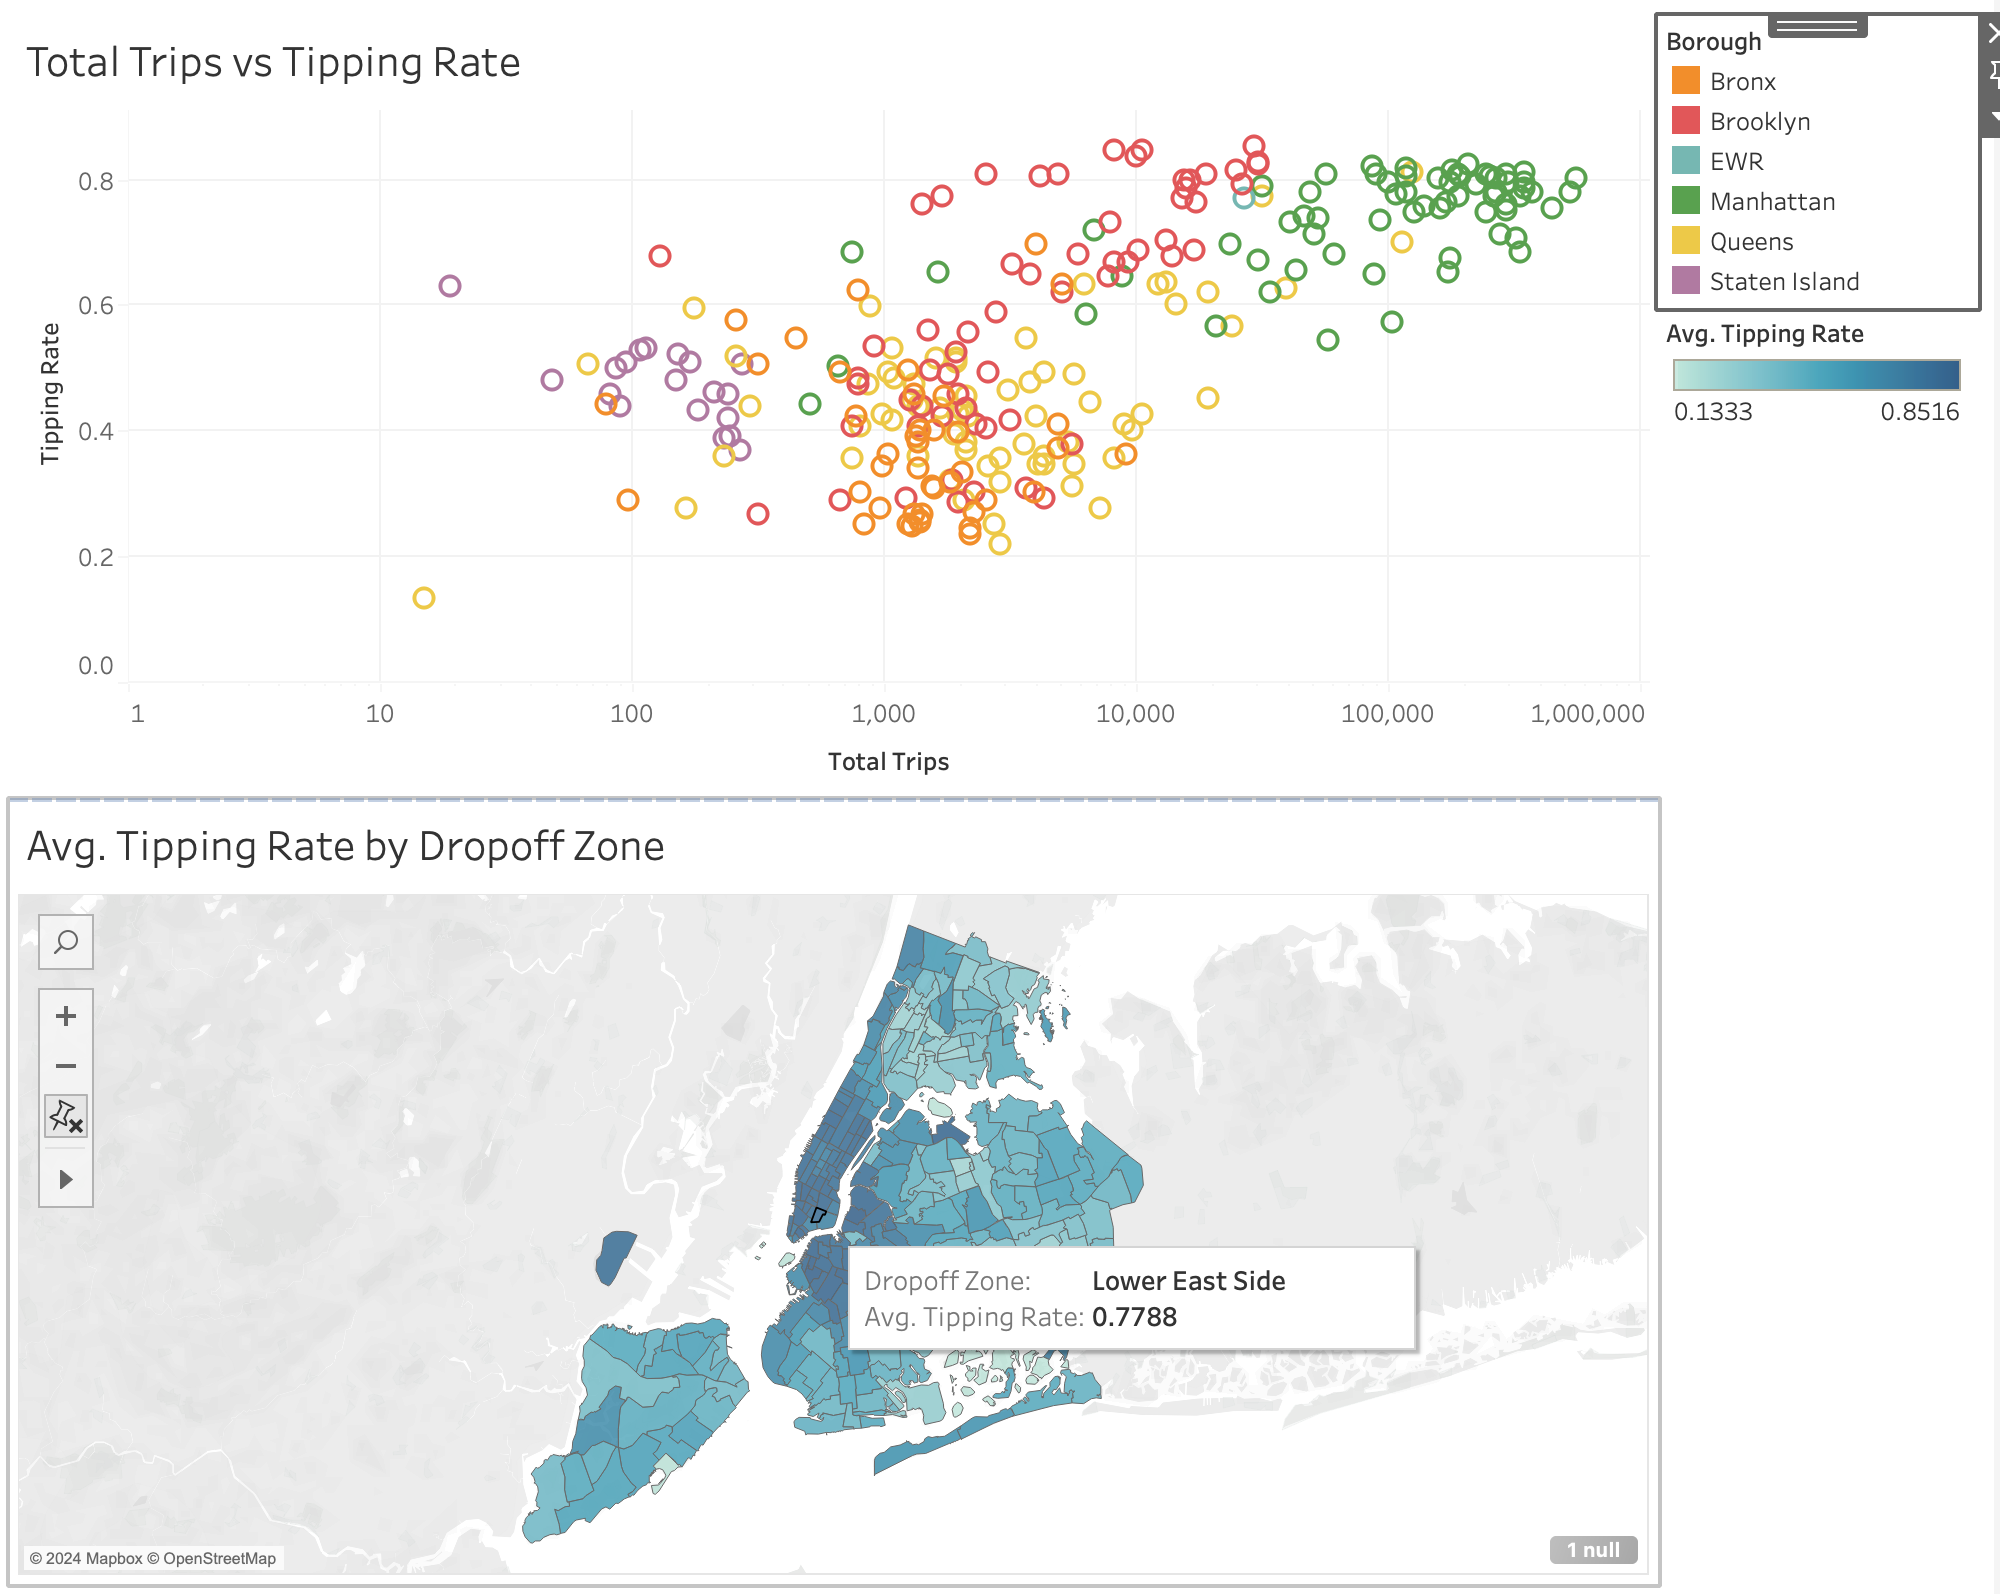 Total Trips vs Tipping Rate
Tipping Rate
0.8
0.6
0.4
0.2
0.0
1
10
100
1,000
10,000
100,000
1,000,000
Total Trips
Borough
Bronx
Brooklyn
EWR
Manhattan
Queens
Staten Island
Avg. Tipping Rate
0.1333
0.8516
Avg. Tipping Rate by Dropoff Zone
Dropoff Zone: Lower East Side
Avg. Tipping Rate: 0.7788
© 2024 Mapbox © OpenStreetMap
1 null